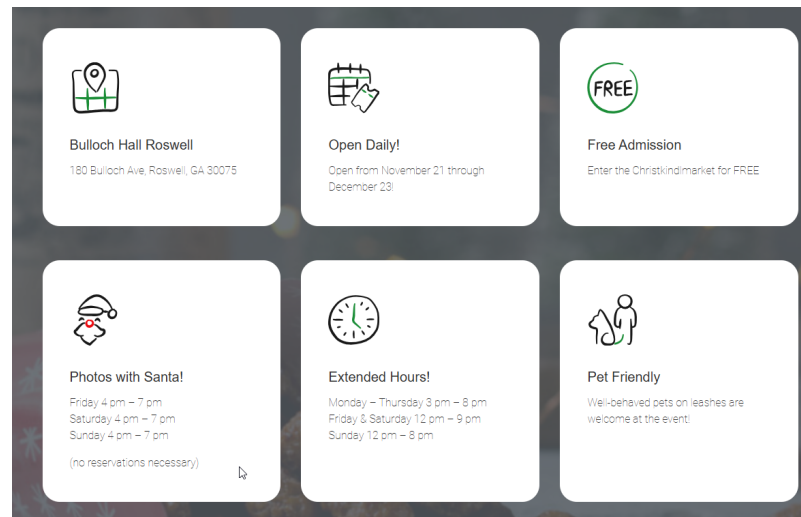 Bulloch Hall Roswell
180 Bulloch Ave, Roswell, GA 30075
Open Daily!
Open from November 21 through
December 23!
FREE
Free Admission
Enter the Christkindlmarket for FREE
Photos with Santa!
Friday 4 pm – 7 pm
Saturday 4 pm – 7 pm
Sunday 4 pm – 7 pm
(no reservations necessary)
Extended Hours!
Monday – Thursday 3 pm – 8 pm
Friday & Saturday 12 pm – 9 pm
Sunday 12 pm – 8 pm
Pet Friendly
Well-behaved pets on leashes are
welcome at the event!